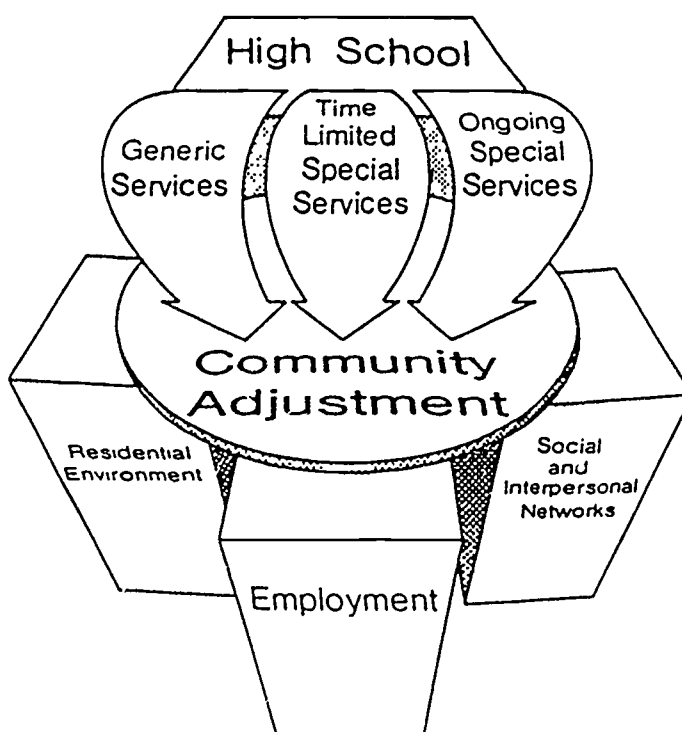 High School
Generic
Services
Time
Limited
Special
Services
Ongoing
Special
Services
Community
Adjustment
Residential
Environment
Employment
Social
and
Interpersonal
Networks